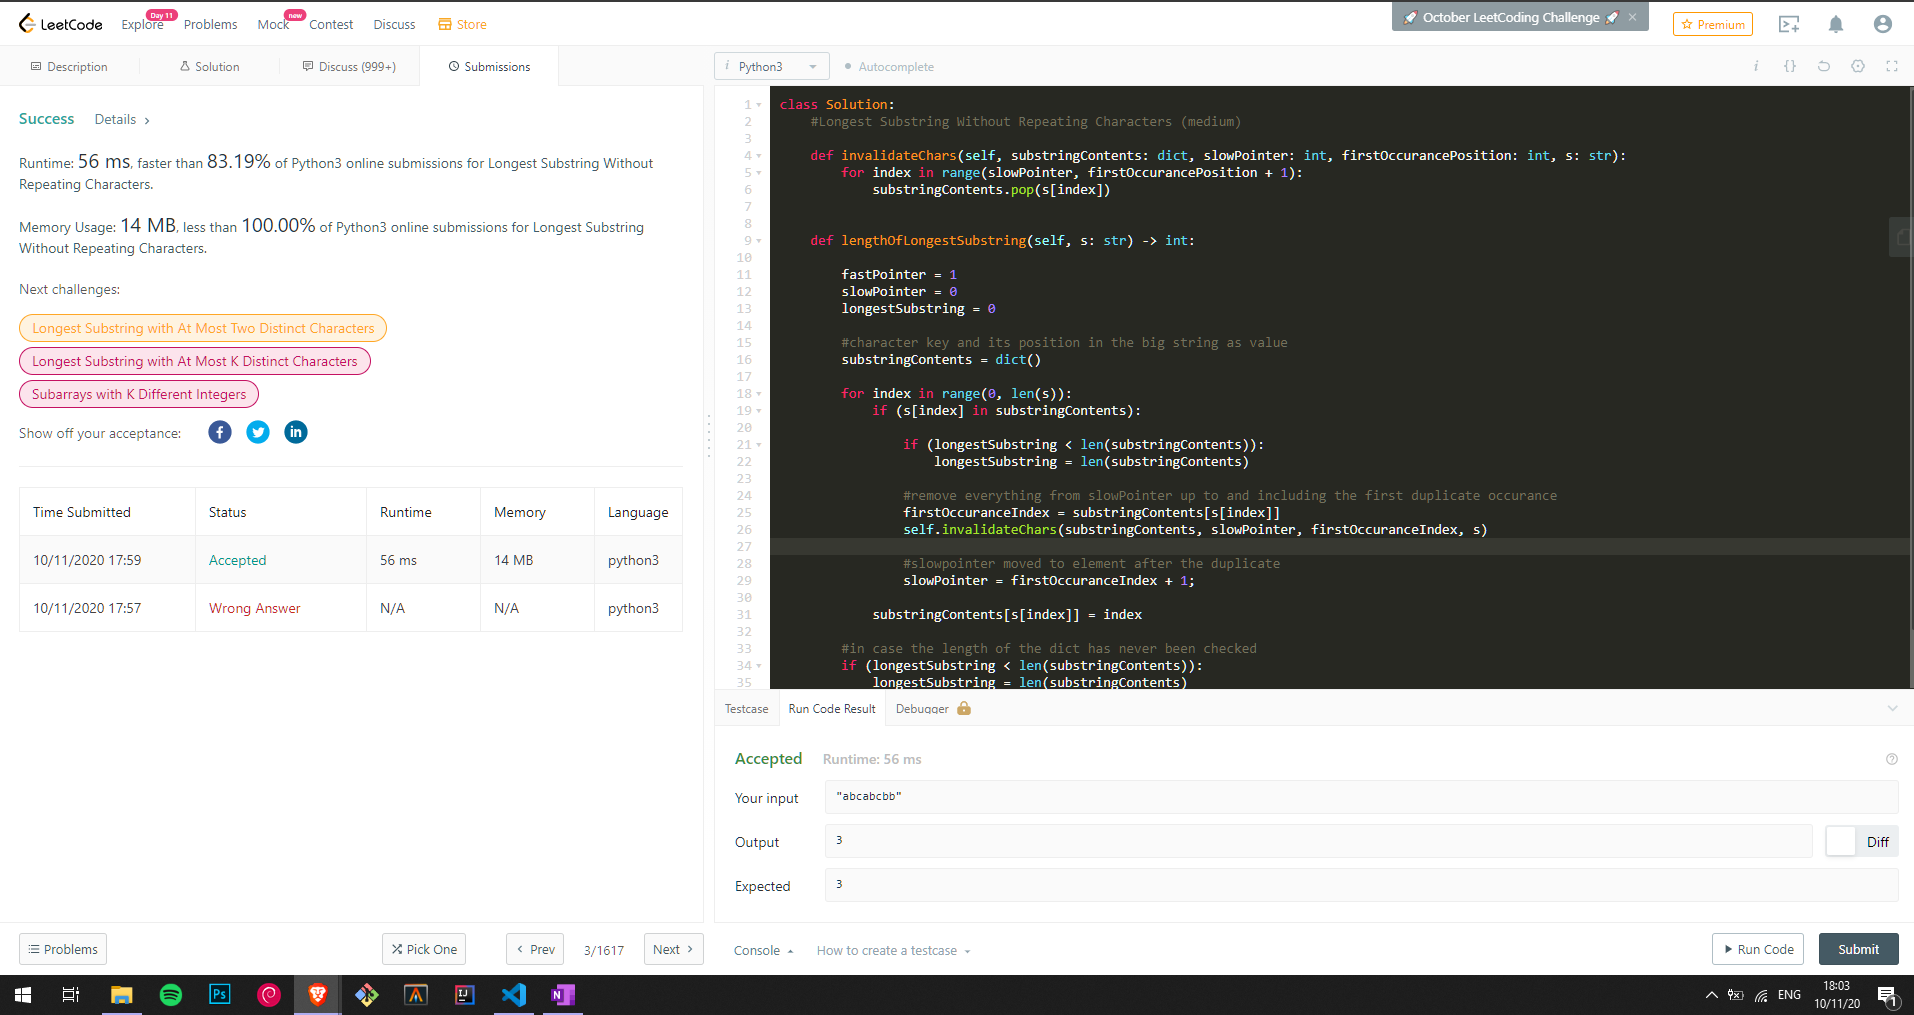 LeetCode
Explore Day 11 Problems Mock new Contest Discuss Store
🚀 October LeetCoding Challenge 🚀 ×
Premium
Description Solution Discuss (999+) Submissions
i Python3 Autocomplete
i {}
Success Details >
Runtime: 56 ms, faster than 83.19% of Python3 online submissions for Longest Substring Without
Repeating Characters.
Memory Usage: 14 MB, less than 100.00% of Python3 online submissions for Longest Substring
Without Repeating Characters.
Next challenges:
Longest Substring with At Most Two Distinct Characters
Longest Substring with At Most K Distinct Characters
Subarrays with K Different Integers
Show off your acceptance:
Time Submitted Status Runtime Memory Language
10/11/2020 17:59 Accepted 56 ms 14 MB python3
10/11/2020 17:57 Wrong Answer N/A N/A python3
1 class Solution:
2 #Longest Substring Without Repeating Characters (medium)
3
4 def invalidateChars(self, substringContents: dict, slowPointer: int, firstOccurancePosition: int, s: str):
5 for index in range(slowPointer, firstOccurancePosition + 1):
6 substringContents.pop(s[index])
7
8
9 def lengthOfLongestSubstring(self, s: str) -> int:
10
11 fastPointer = 1
12 slowPointer = 0
13 longestSubstring = 0
14
15 #character key and its position in the big string as value
16 substringContents = dict()
17
18 for index in range(0, len(s)):
19 if (s[index] in substringContents):
20
21 if (longestSubstring < len(substringContents)):
22 longestSubstring = len(substringContents)
23
24 #remove everything from slowPointer up to and including the first duplicate occurance
25 firstOccuranceIndex = substringContents[s[index]]
26 self.invalidateChars(substringContents, slowPointer, firstOccuranceIndex, s)
27
28 #slowpointer moved to element after the duplicate
29 slowPointer = firstOccuranceIndex + 1;
30
31 substringContents[s[index]] = index
32
33 #in case the length of the dict has never been checked
34 if (longestSubstring < len(substringContents)):
35 longestSubstring = len(substringContents)
Testcase Run Code Result Debugger
Accepted Runtime: 56 ms
Your input "abcabcbb"
Output 3 Diff
Expected 3
Problems Pick One < Prev 3/1617 Next >
Console How to create a testcase Run Code Submit
Ps IJ N ENG 18:03
10/11/20 1